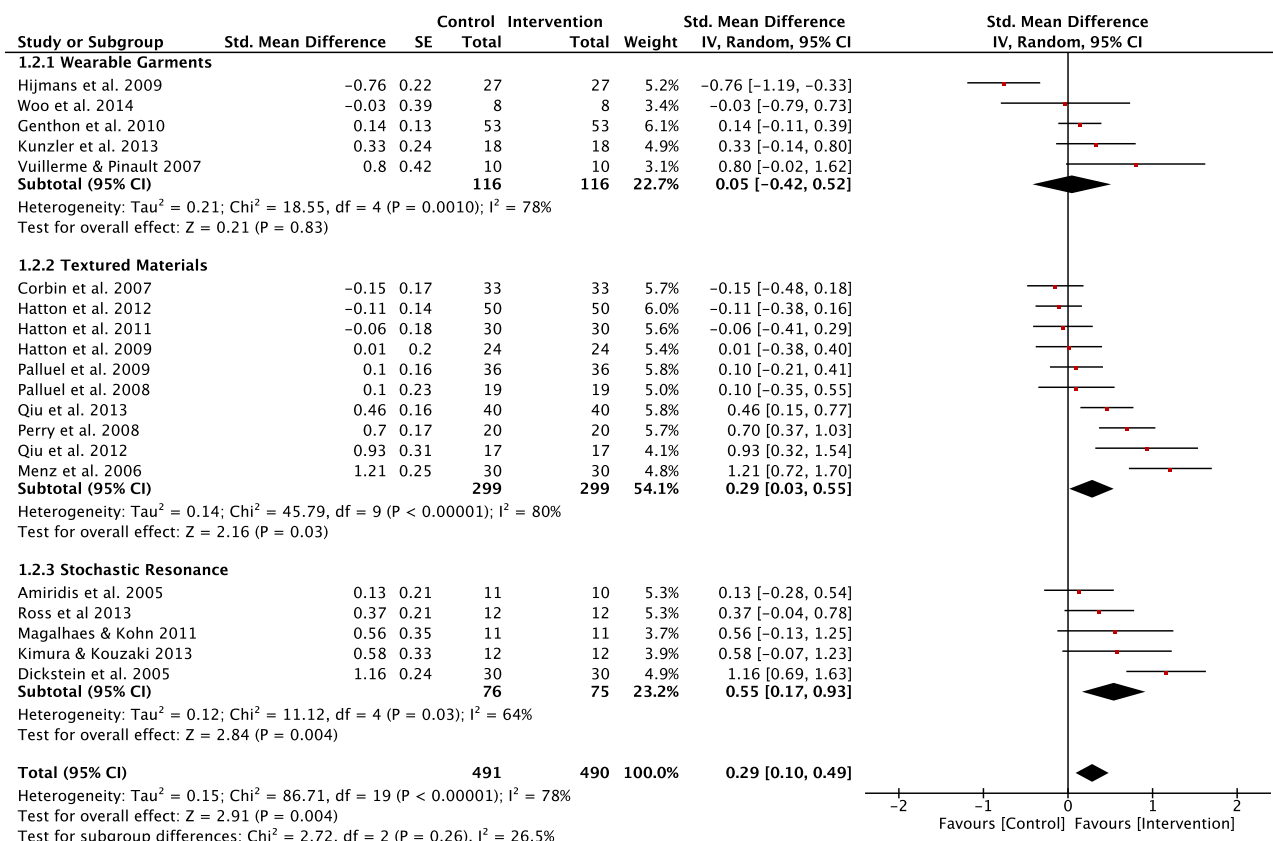 Control Intervention Std. Mean Difference Std. Mean Difference
Study or Subgroup Std. Mean Difference SE Total Total Weight IV, Random, 95% CI IV, Random, 95% CI
1.2.1 Wearable Garments
Hijmans et al. 2009 −0.76 0.22 27 27 5.2% −0.76 [−1.19, −0.33]
Woo et al. 2014 −0.03 0.39 8 8 3.4% −0.03 [−0.79, 0.73]
Genthon et al. 2010 0.14 0.13 53 53 6.1% 0.14 [−0.11, 0.39]
Kunzler et al. 2013 0.33 0.24 18 18 4.9% 0.33 [−0.14, 0.80]
Vuillerme & Pinault 2007 0.8 0.42 10 10 3.1% 0.80 [−0.02, 1.62]
Subtotal (95% CI) 116 116 22.7% 0.05 [−0.42, 0.52]
Heterogeneity: Tau² = 0.21; Chi² = 18.55, df = 4 (P = 0.0010); I² = 78%
Test for overall effect: Z = 0.21 (P = 0.83)
1.2.2 Textured Materials
Corbin et al. 2007 −0.15 0.17 33 33 5.7% −0.15 [−0.48, 0.18]
Hatton et al. 2012 −0.11 0.14 50 50 6.0% −0.11 [−0.38, 0.16]
Hatton et al. 2011 −0.06 0.18 30 30 5.6% −0.06 [−0.41, 0.29]
Hatton et al. 2009 0.01 0.2 24 24 5.4% 0.01 [−0.38, 0.40]
Palluel et al. 2009 0.1 0.16 36 36 5.8% 0.10 [−0.21, 0.41]
Palluel et al. 2008 0.1 0.23 19 19 5.0% 0.10 [−0.35, 0.55]
Qiu et al. 2013 0.46 0.16 40 40 5.8% 0.46 [0.15, 0.77]
Perry et al. 2008 0.7 0.17 20 20 5.7% 0.70 [0.37, 1.03]
Qiu et al. 2012 0.93 0.31 17 17 4.1% 0.93 [0.32, 1.54]
Menz et al. 2006 1.21 0.25 30 30 4.8% 1.21 [0.72, 1.70]
Subtotal (95% CI) 299 299 54.1% 0.29 [0.03, 0.55]
Heterogeneity: Tau² = 0.14; Chi² = 45.79, df = 9 (P < 0.00001); I² = 80%
Test for overall effect: Z = 2.16 (P = 0.03)
1.2.3 Stochastic Resonance
Amiridis et al. 2005 0.13 0.21 11 10 5.3% 0.13 [−0.28, 0.54]
Ross et al 2013 0.37 0.21 12 12 5.3% 0.37 [−0.04, 0.78]
Magalhaes & Kohn 2011 0.56 0.35 11 11 3.7% 0.56 [−0.13, 1.25]
Kimura & Kouzaki 2013 0.58 0.33 12 12 3.9% 0.58 [−0.07, 1.23]
Dickstein et al. 2005 1.16 0.24 30 30 4.9% 1.16 [0.69, 1.63]
Subtotal (95% CI) 76 75 23.2% 0.55 [0.17, 0.93]
Heterogeneity: Tau² = 0.12; Chi² = 11.12, df = 4 (P = 0.03); I² = 64%
Test for overall effect: Z = 2.84 (P = 0.004)
Total (95% CI) 491 490 100.0% 0.29 [0.10, 0.49]
Heterogeneity: Tau² = 0.15; Chi² = 86.71, df = 19 (P < 0.00001); I² = 78%
Test for overall effect: Z = 2.91 (P = 0.004)
Test for subgroup differences: Chi² = 2.72, df = 2 (P = 0.26), I² = 26.5%
−2 −1 0 1 2
Favours [Control] Favours [Intervention]